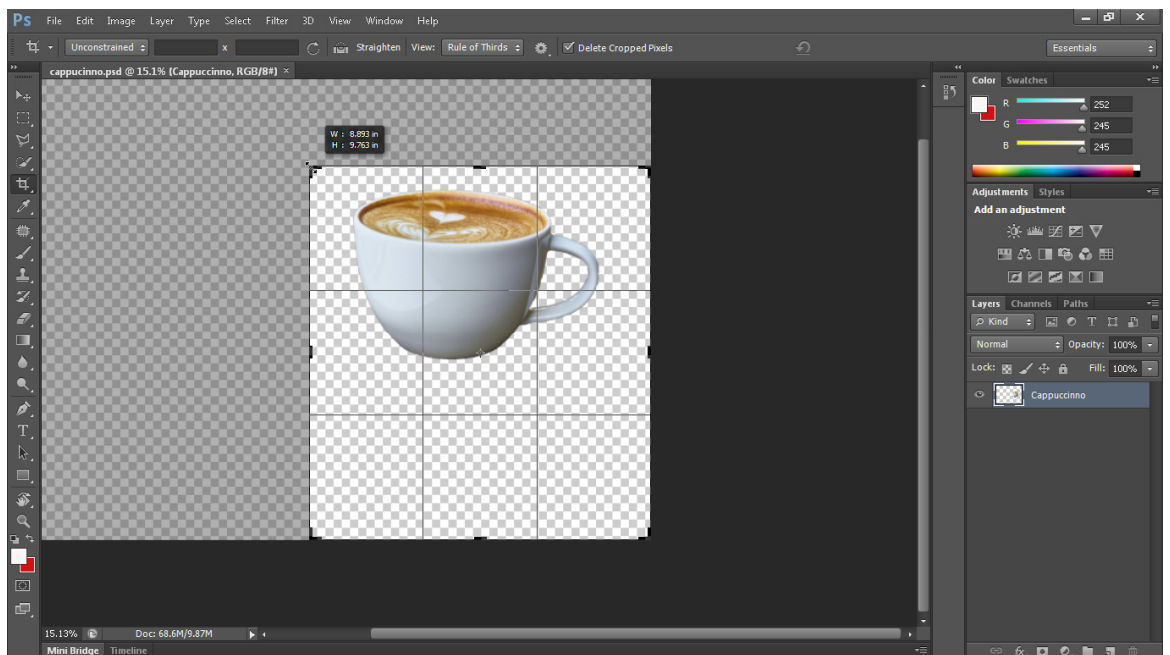 Ps File Edit Image Layer Type Select Filter 3D View Window Help
Unconstrained x Straighten View: Rule of Thirds Delete Cropped Pixels Essentials
cappucinno.psd @ 15.1% (Cappuccinno, RGB/8#) ×
W : 8.893 in
H : 9.763 in
Color Swatches
R 252
G 245
B 245
Adjustments Styles
Add an adjustment
Layers Channels Paths
Kind T
Normal Opacity: 100%
Lock: Fill: 100%
Cappuccinno
T
fx
15.13% Doc: 68.6M/9.87M
Mini Bridge Timeline